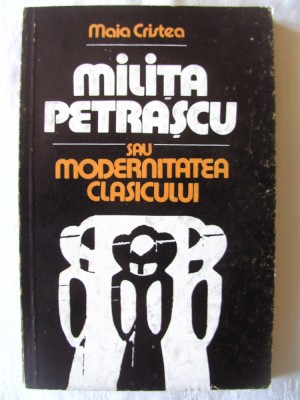 Maia Cristea
MILIȚA
PETRAȘCU
sau
MODERNITATEA
CLASICULUI